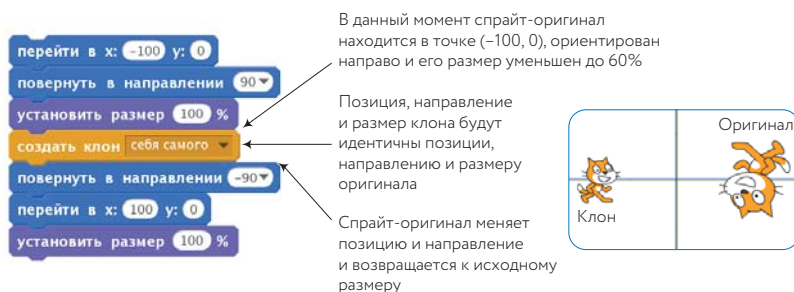 перейти в x: -100 y: 0
повернуть в направлении 90
установить размер 100 %
создать клон себя самого
повернуть в направлении -90
перейти в x: 100 y: 0
установить размер 100 %
В данный момент спрайт-оригинал
находится в точке (–100, 0), ориентирован
направо и его размер уменьшен до 60%
Позиция, направление
и размер клона будут
идентичны позиции,
направлению и размеру
оригинала
Спрайт-оригинал меняет
позицию и направление
и возвращается к исходному
размеру
Оригинал
Клон